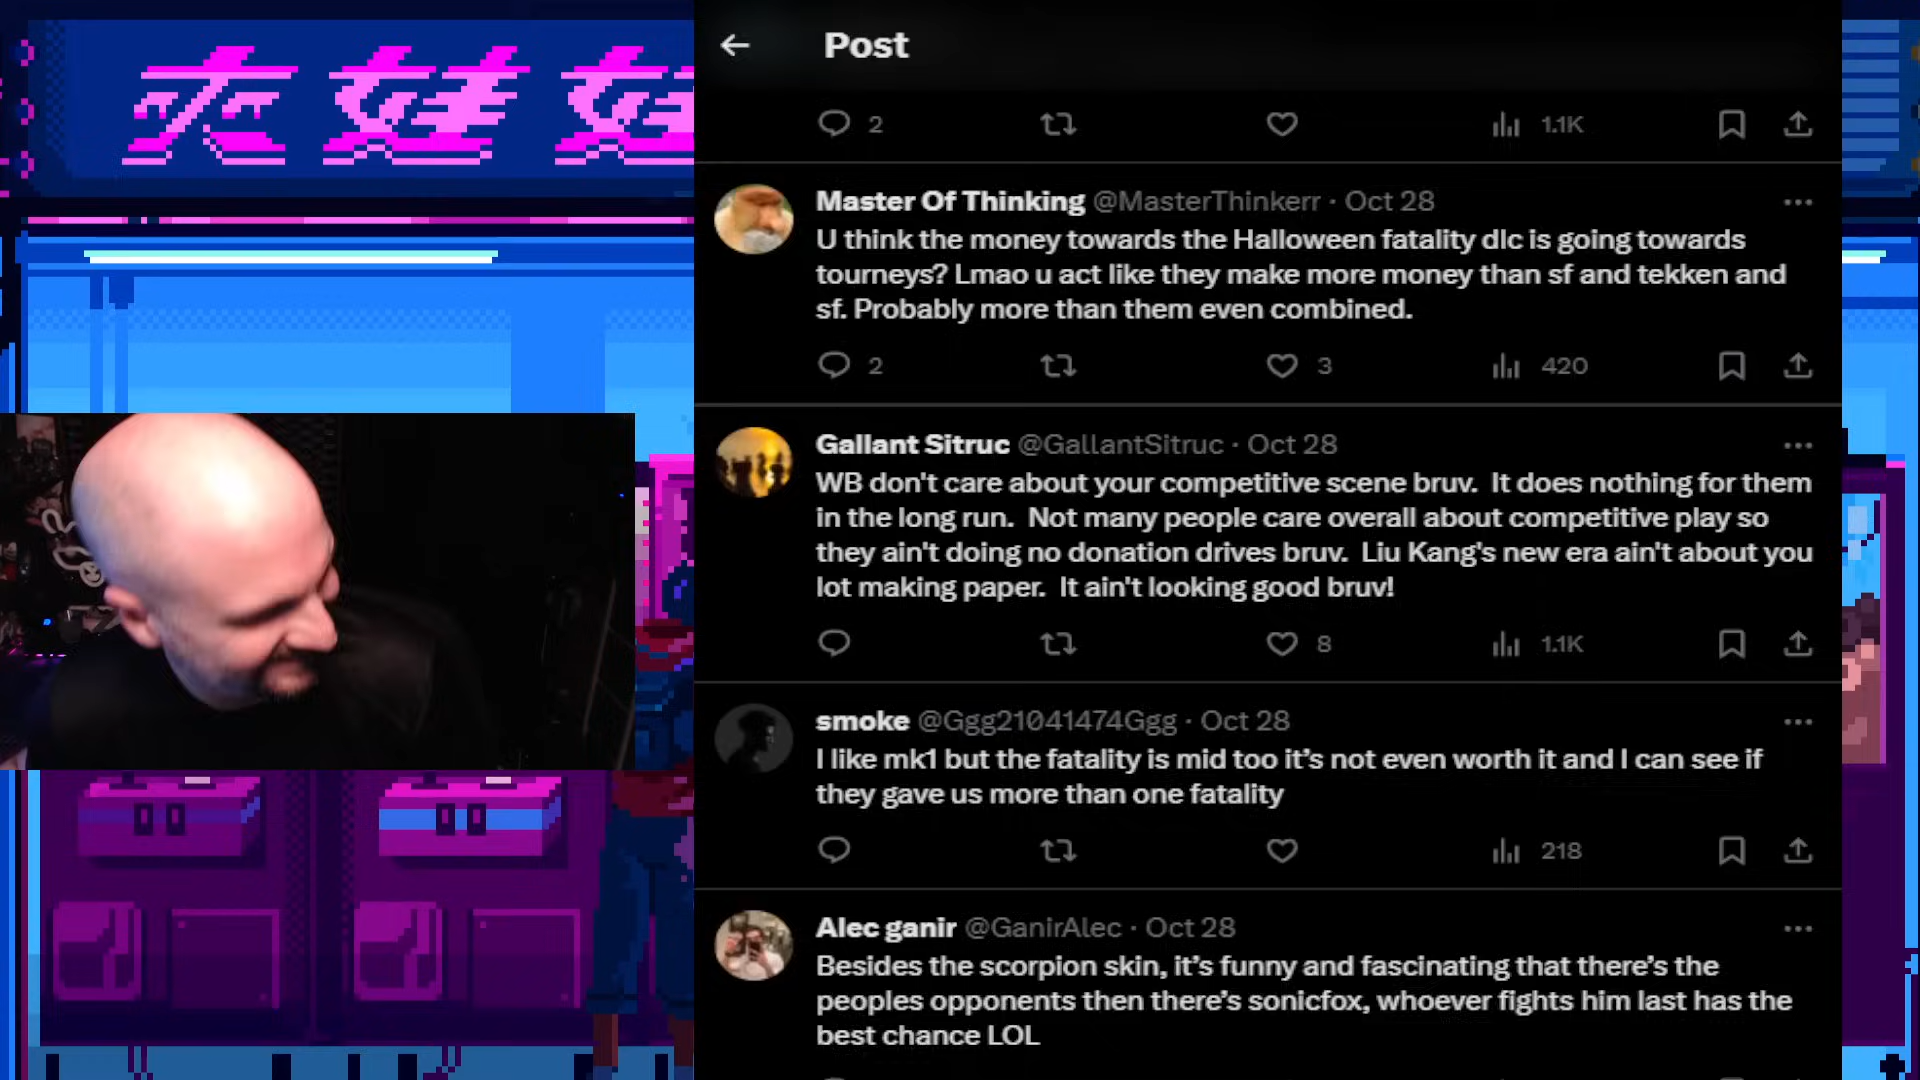 Post
2
1.1K
Master Of Thinking @MasterThinkerr · Oct 28
U think the money towards the Halloween fatality dlc is going towards
tourneys? Lmao u act like they make more money than sf and tekken and
sf. Probably more than them even combined.
2
3
420
Gallant Sitruc @GallantSitruc · Oct 28
WB don't care about your competitive scene bruv.  It does nothing for them
in the long run.  Not many people care overall about competitive play so
they ain't doing no donation drives bruv.  Liu Kang's new era ain't about you
lot making paper.  It ain't looking good bruv!
8
1.1K
smoke @Ggg21041474Ggg · Oct 28
I like mk1 but the fatality is mid too it’s not even worth it and I can see if
they gave us more than one fatality
218
Alec ganir @GanirAlec · Oct 28
Besides the scorpion skin, it’s funny and fascinating that there’s the
peoples opponents then there’s sonicfox, whoever fights him last has the
best chance LOL